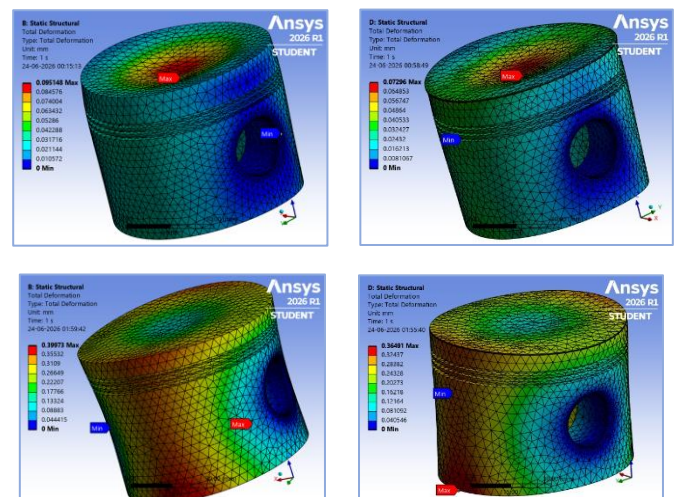 B: Static Structural
Total Deformation
Type: Total Deformation
Unit: mm
Time: 1 s
24-06-2026 00:15:13
0.095148 Max
0.084576
0.074004
0.063432
0.05286
0.042288
0.031716
0.021144
0.010572
0 Min
Max
Min
Ansys
2026 R1
STUDENT
D: Static Structural
Total Deformation
Type: Total Deformation
Unit: mm
Time: 1 s
24-06-2026 00:58:49
0.07296 Max
0.064853
0.056747
0.04864
0.040533
0.032427
0.02432
0.016213
0.0081067
0 Min
Max
Min
Ansys
2026 R1
STUDENT
Y
X
B: Static Structural
Total Deformation
Type: Total Deformation
Unit: mm
Time: 1 s
24-06-2026 01:59:42
0.39973 Max
0.35532
0.3109
0.26649
0.22207
0.17766
0.13324
0.08883
0.044415
0 Min
Min
Max
Ansys
2026 R1
STUDENT
X
D: Static Structural
Total Deformation
Type: Total Deformation
Unit: mm
Time: 1 s
24-06-2026 01:55:40
0.36491 Max
0.32437
0.28382
0.24328
0.20273
0.16218
0.12164
0.081092
0.040546
0 Min
Min
Max
Ansys
2026 R1
STUDENT